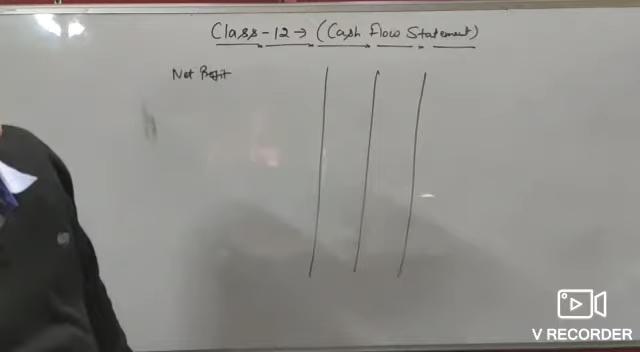 Class-12 → (Cash Flow Statement)
Net Profit
V RECORDER